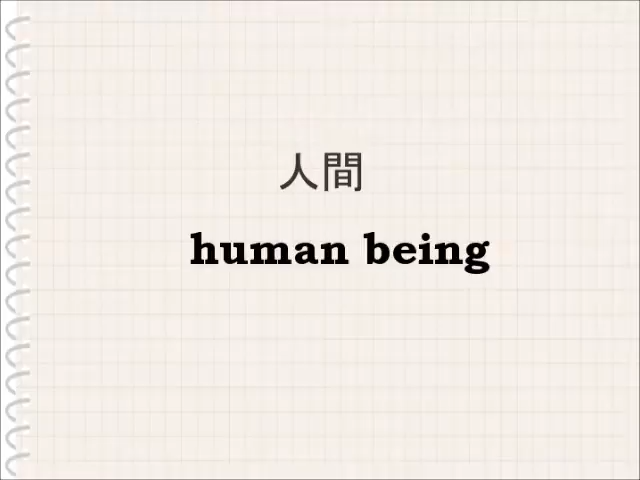 人間
human being